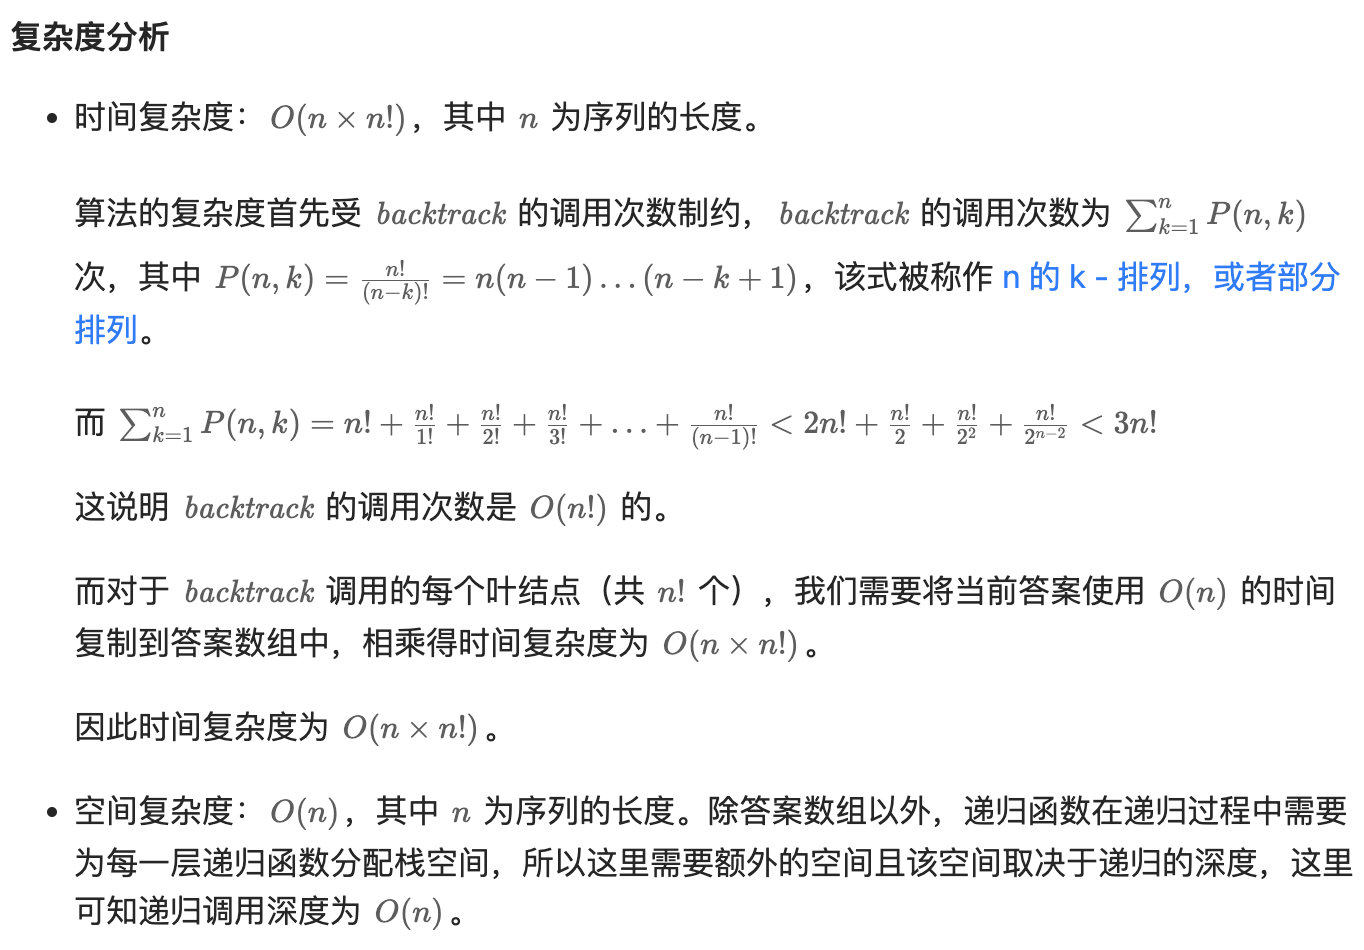 复杂度分析
• 时间复杂度：O(n × n!)，其中 n 为序列的长度。
算法的复杂度首先受 backtrack 的调用次数制约，backtrack 的调用次数为 $\sum_{k=1}^{n} P(n, k)$
次，其中 $P(n, k) = \frac{n!}{(n-k)!} = n(n-1)\ldots(n-k+1)$，该式被称作 n 的 k - 排列，或者部分
排列。
而 $\sum_{k=1}^{n} P(n, k) = n! + \frac{n!}{1!} + \frac{n!}{2!} + \frac{n!}{3!} + \ldots + \frac{n!}{(n-1)!} < 2n! + \frac{n!}{2} + \frac{n!}{2^2} + \frac{n!}{2^{n-2}} < 3n!$
这说明 backtrack 的调用次数是 O(n!) 的。
而对于 backtrack 调用的每个叶结点（共 n! 个），我们需要将当前答案使用 O(n) 的时间
复制到答案数组中，相乘得时间复杂度为 O(n × n!)。
因此时间复杂度为 O(n × n!)。
• 空间复杂度：O(n)，其中 n 为序列的长度。除答案数组以外，递归函数在递归过程中需要
为每一层递归函数分配栈空间，所以这里需要额外的空间且该空间取决于递归的深度，这里
可知递归调用深度为 O(n)。